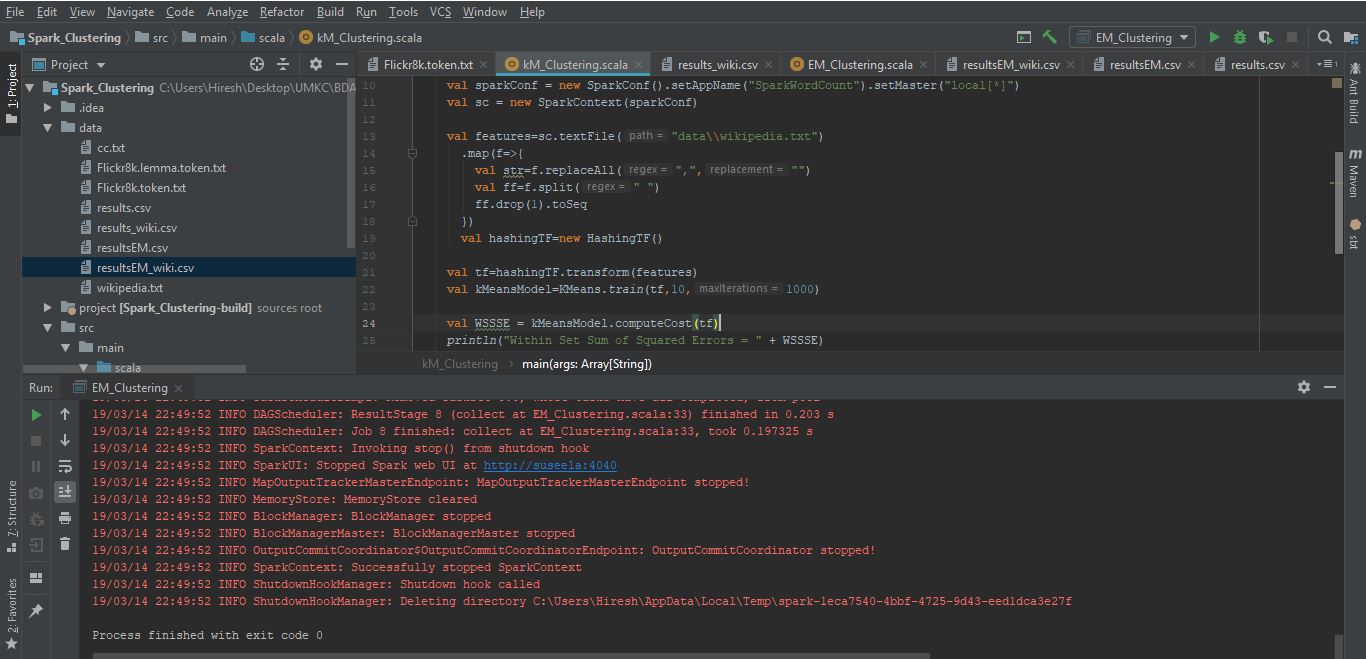 File Edit View Navigate Code Analyze Refactor Build Run Tools VCS Window Help
Spark_Clustering src main scala kM_Clustering.scala EM_Clustering
1: Project
Project
Flickr8k.token.txt kM_Clustering.scala results_wiki.csv EM_Clustering.scala resultsEM_wiki.csv resultsEM.csv results.csv
Spark_Clustering C:\Users\Hiresh\Desktop\UMKC\BDA
.idea
data
cc.txt
Flickr8k.lemma.token.txt
Flickr8k.token.txt
results.csv
results_wiki.csv
resultsEM.csv
resultsEM_wiki.csv
wikipedia.txt
project [Spark_Clustering-build] sources root
src
main
scala
10 val sparkConf = new SparkConf().setAppName("SparkWordCount").setMaster("local[*]")
11 val sc = new SparkContext(sparkConf)
12
13 val features=sc.textFile( path = "data\\wikipedia.txt")
14 .map(f=>{
15 val str=f.replaceAll( regex = ",", replacement = "")
16 val ff=f.split( regex = " ")
17 ff.drop(1).toSeq
18 })
19 val hashingTF=new HashingTF()
20
21 val tf=hashingTF.transform(features)
22 val kMeansModel=KMeans.train(tf,10, maxIterations = 1000)
23
24 val WSSSE = kMeansModel.computeCost(tf)
25 println("Within Set Sum of Squared Errors = " + WSSSE)
kM_Clustering main(args: Array[String])
Ant Build
m
Maven
sbt
Run: EM_Clustering
19/03/14 22:49:52 INFO DAGScheduler: ResultStage 8 (collect at EM_Clustering.scala:33) finished in 0.203 s
19/03/14 22:49:52 INFO DAGScheduler: Job 8 finished: collect at EM_Clustering.scala:33, took 0.197325 s
19/03/14 22:49:52 INFO SparkContext: Invoking stop() from shutdown hook
19/03/14 22:49:52 INFO SparkUI: Stopped Spark web UI at http://suseela:4040
19/03/14 22:49:52 INFO MapOutputTrackerMasterEndpoint: MapOutputTrackerMasterEndpoint stopped!
19/03/14 22:49:52 INFO MemoryStore: MemoryStore cleared
19/03/14 22:49:52 INFO BlockManager: BlockManager stopped
19/03/14 22:49:52 INFO BlockManagerMaster: BlockManagerMaster stopped
19/03/14 22:49:52 INFO OutputCommitCoordinator$OutputCommitCoordinatorEndpoint: OutputCommitCoordinator stopped!
19/03/14 22:49:52 INFO SparkContext: Successfully stopped SparkContext
19/03/14 22:49:52 INFO ShutdownHookManager: Shutdown hook called
19/03/14 22:49:52 INFO ShutdownHookManager: Deleting directory C:\Users\Hiresh\AppData\Local\Temp\spark-1eca7540-4bbf-4725-9d43-eed1dca3e27f
Process finished with exit code 0
7: Structure
2: Favorites